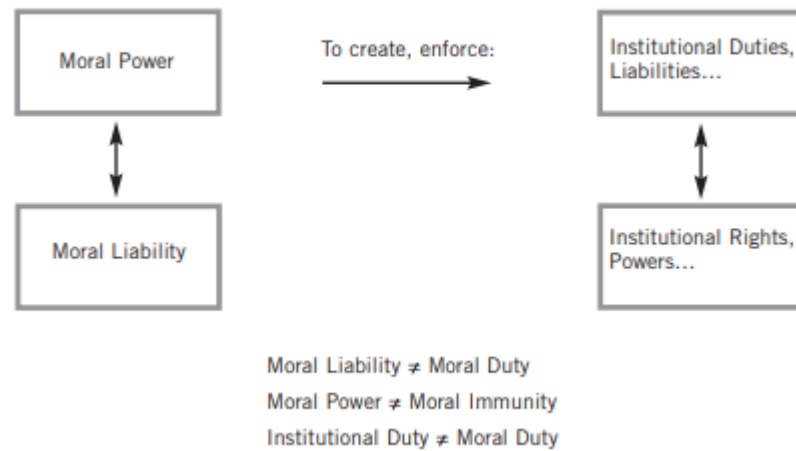 Moral Power
To create, enforce:
Institutional Duties,
Liabilities...
Moral Liability
Institutional Rights,
Powers...
Moral Liability ≠ Moral Duty
Moral Power ≠ Moral Immunity
Institutional Duty ≠ Moral Duty